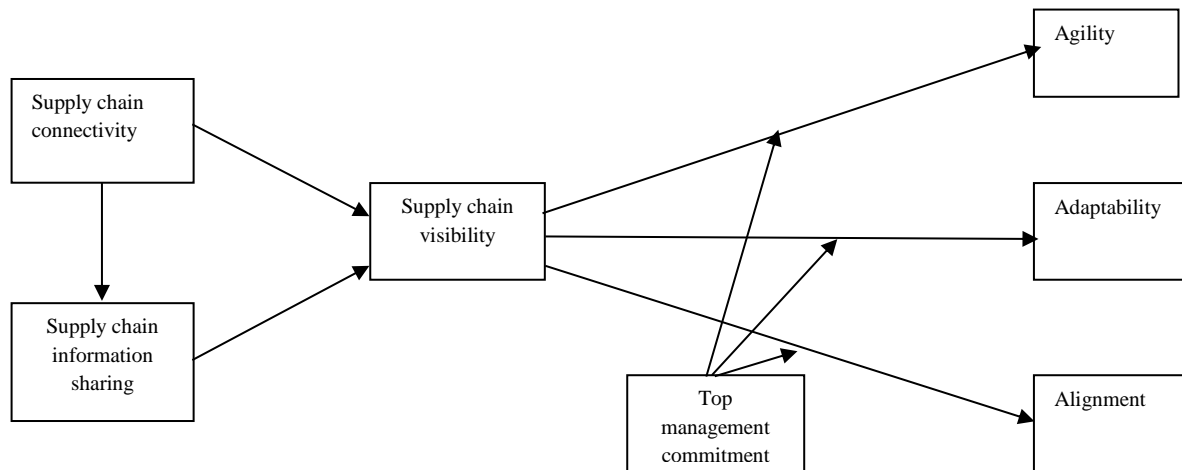 Agility
Supply chain
connectivity
Supply chain
visibility
Adaptability
Supply chain
information
sharing
Top
management
commitment
Alignment